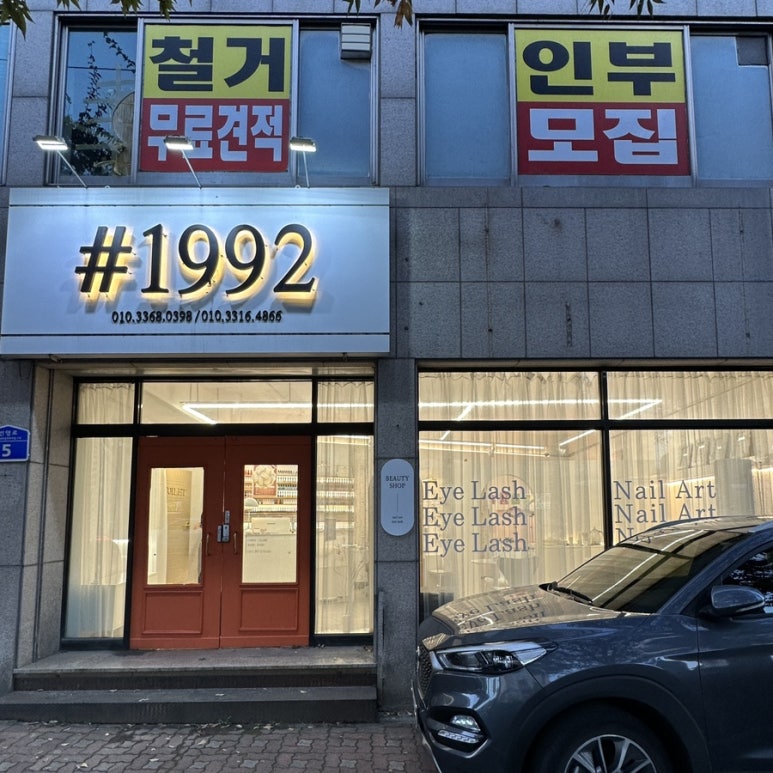 철거
무료견적
인부
모집
#1992
010.3368.0398 / 010.3316.4866
5
BEAUTY
SHOP
Eye Lash
Eye Lash
Eye Lash
Nail Art
Nail Art